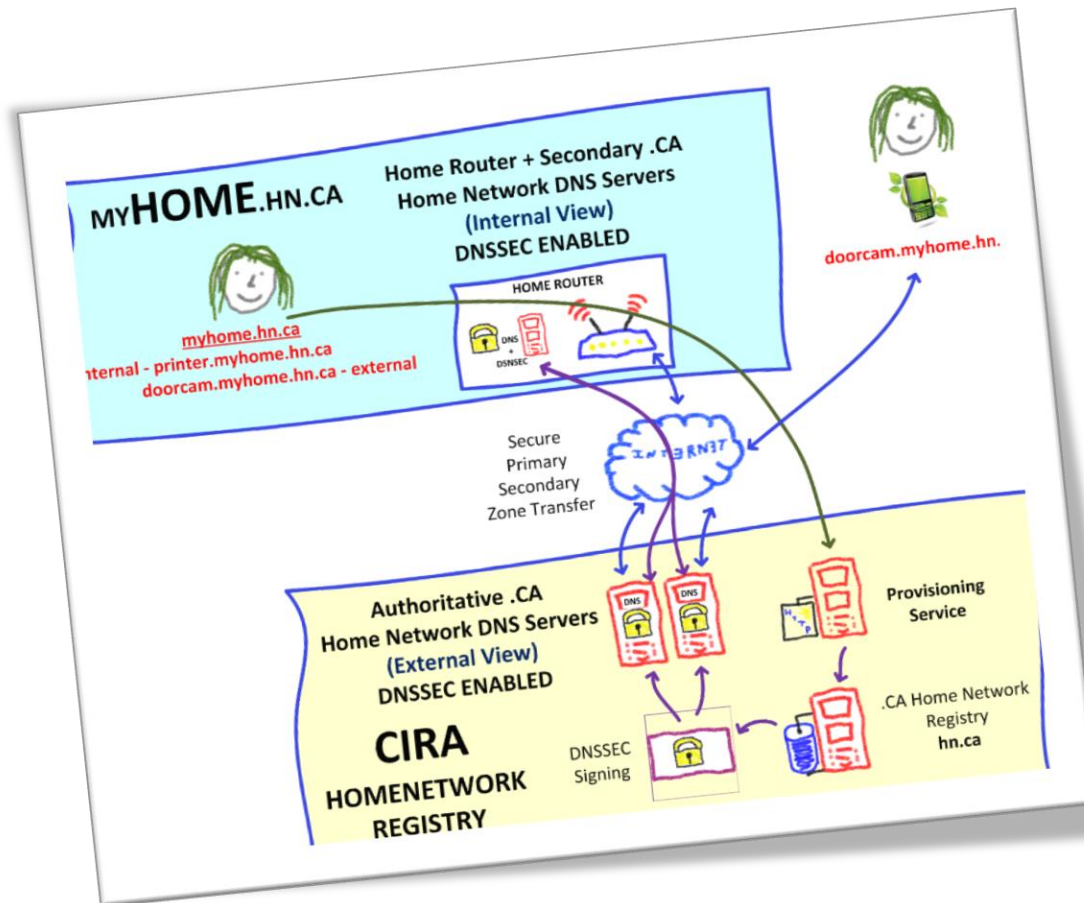 MYHOME.HN.CA
Home Router + Secondary .CA
Home Network DNS Servers
(Internal View)
DNSSEC ENABLED
myhome.hn.ca
nternal - printer.myhome.hn.ca
doorcam.myhome.hn.ca - external
HOME ROUTER
DNS
+
DSNSEC
doorcam.myhome.hn.
INTERNET
Secure
Primary
Secondary
Zone Transfer
Authoritative .CA
Home Network DNS Servers
(External View)
DNSSEC ENABLED
CIRA
HOMENETWORK
REGISTRY
DNS
DNS
HTTP
Provisioning
Service
.CA Home Network
Registry
hn.ca
DNSSEC
Signing